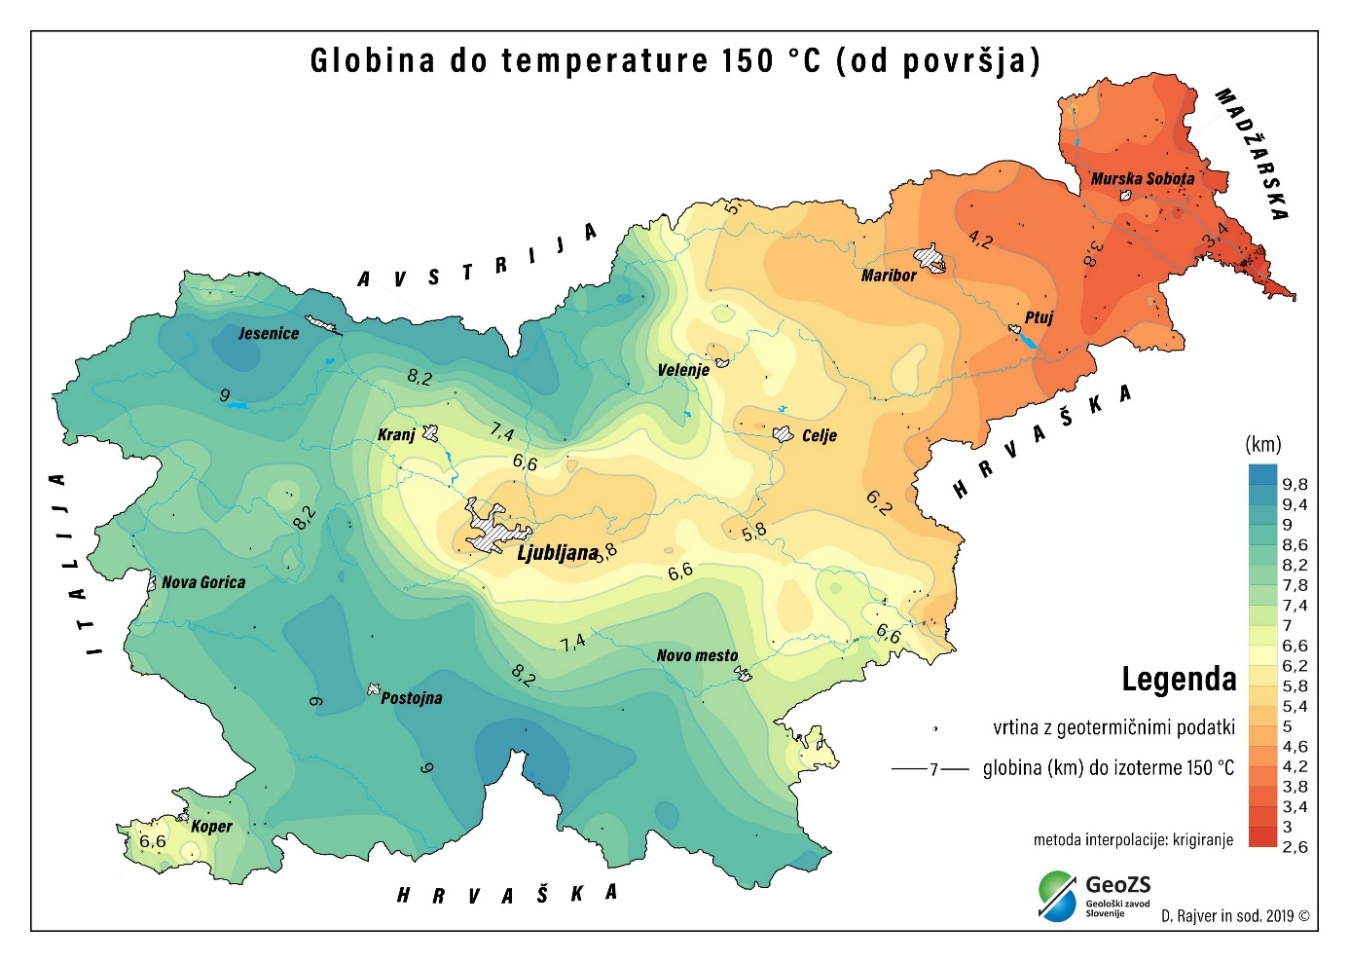 Globina do temperature 150 °C (od površja)
MADŽARSKA
Murska Sobota
AVSTRIJA
5,
4,2
3,8
3,4
Maribor
Ptuj
Jesenice
Velenje
8,2
9
HRVAŠKA
Kranj
7,4
Celje
6,6
(km)
ITALIJA
8,2
6,2
Ljubljana
5,8
5,8
Nova Gorica
6,6
7,4
6,6
Novo mesto
8,2
9
Postojna
9
Koper
6,6
HRVAŠKA
9,8
9,4
9
8,6
8,2
7,8
7,4
7
6,6
6,2
5,8
5,4
5
4,6
4,2
3,8
3,4
3
2,6
Legenda
vrtina z geotermičnimi podatki
7 globina (km) do izoterme 150 °C
metoda interpolacije: krigiranje
GeoZS
Geološki zavod
Slovenije
D. Rajver in sod. 2019 ©